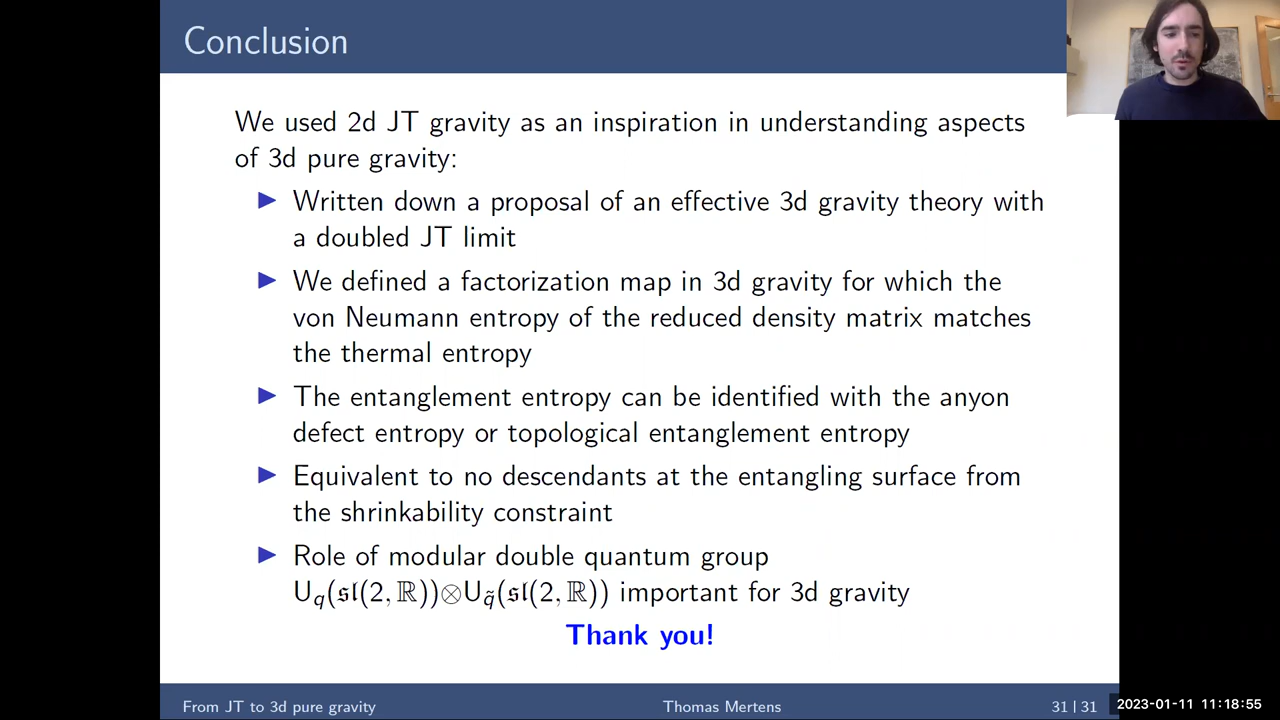 Conclusion
We used 2d JT gravity as an inspiration in understanding aspects
of 3d pure gravity:
▶ Written down a proposal of an effective 3d gravity theory with
a doubled JT limit
▶ We defined a factorization map in 3d gravity for which the
von Neumann entropy of the reduced density matrix matches
the thermal entropy
▶ The entanglement entropy can be identified with the anyon
defect entropy or topological entanglement entropy
▶ Equivalent to no descendants at the entangling surface from
the shrinkability constraint
▶ Role of modular double quantum group
U_q(𝔰𝔩(2,ℝ))⊗U_q̃(𝔰𝔩(2,ℝ)) important for 3d gravity
Thank you!
From JT to 3d pure gravity Thomas Mertens 31 | 31
2023-01-11 11:18:55